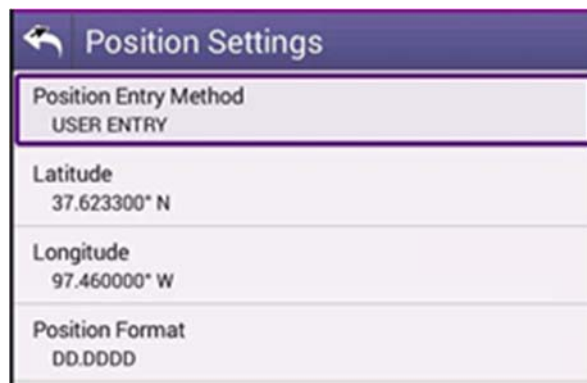 Position Settings
Position Entry Method
USER ENTRY
Latitude
37.623300° N
Longitude
97.460000° W
Position Format
DD.DDDD